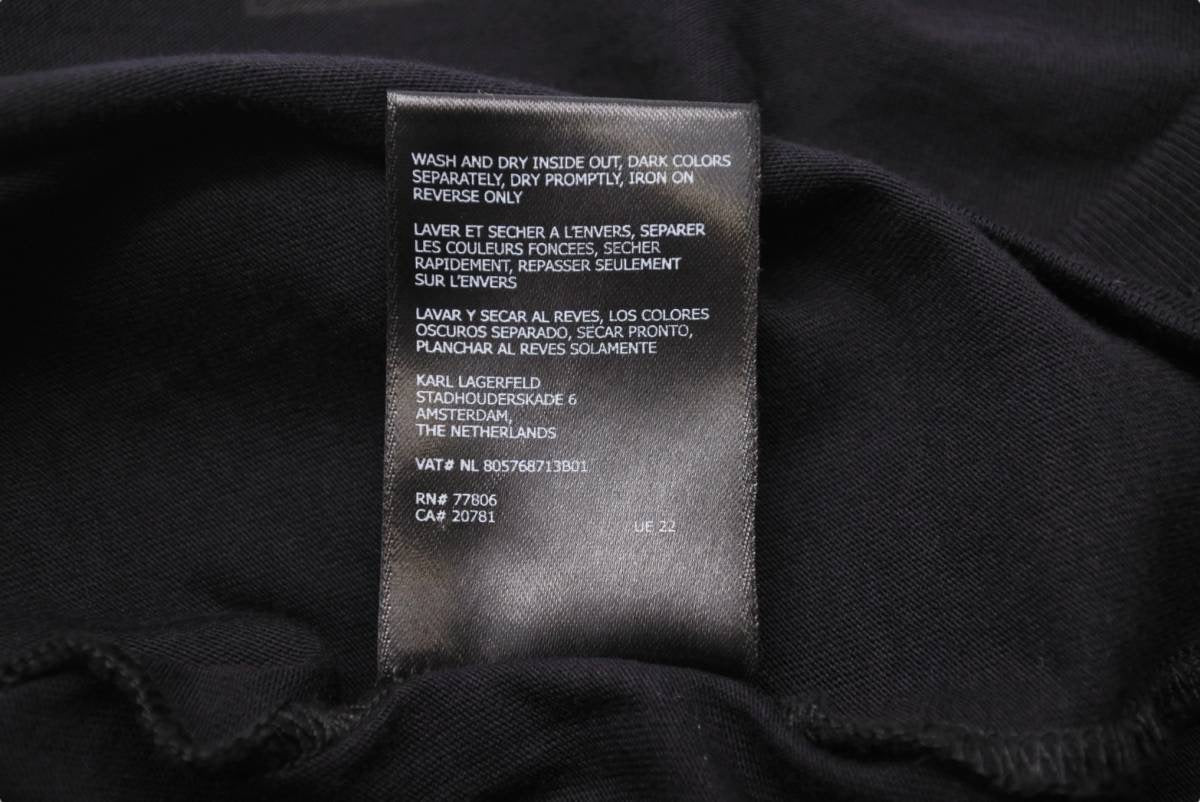 WASH AND DRY INSIDE OUT, DARK COLORS
SEPARATELY, DRY PROMPTLY, IRON ON
REVERSE ONLY
LAVER ET SECHER A L'ENVERS, SEPARER
LES COULEURS FONCEES, SECHER
RAPIDEMENT, REPASSER SEULEMENT
SUR L'ENVERS
LAVAR Y SECAR AL REVES, LOS COLORES
OSCUROS SEPARADO, SECAR PRONTO,
PLANCHAR AL REVES SOLAMENTE
KARL LAGERFELD
STADHOUDERSKADE 6
AMSTERDAM,
THE NETHERLANDS
VAT# NL 805768713B01
RN# 77806
CA# 20781
UE 22